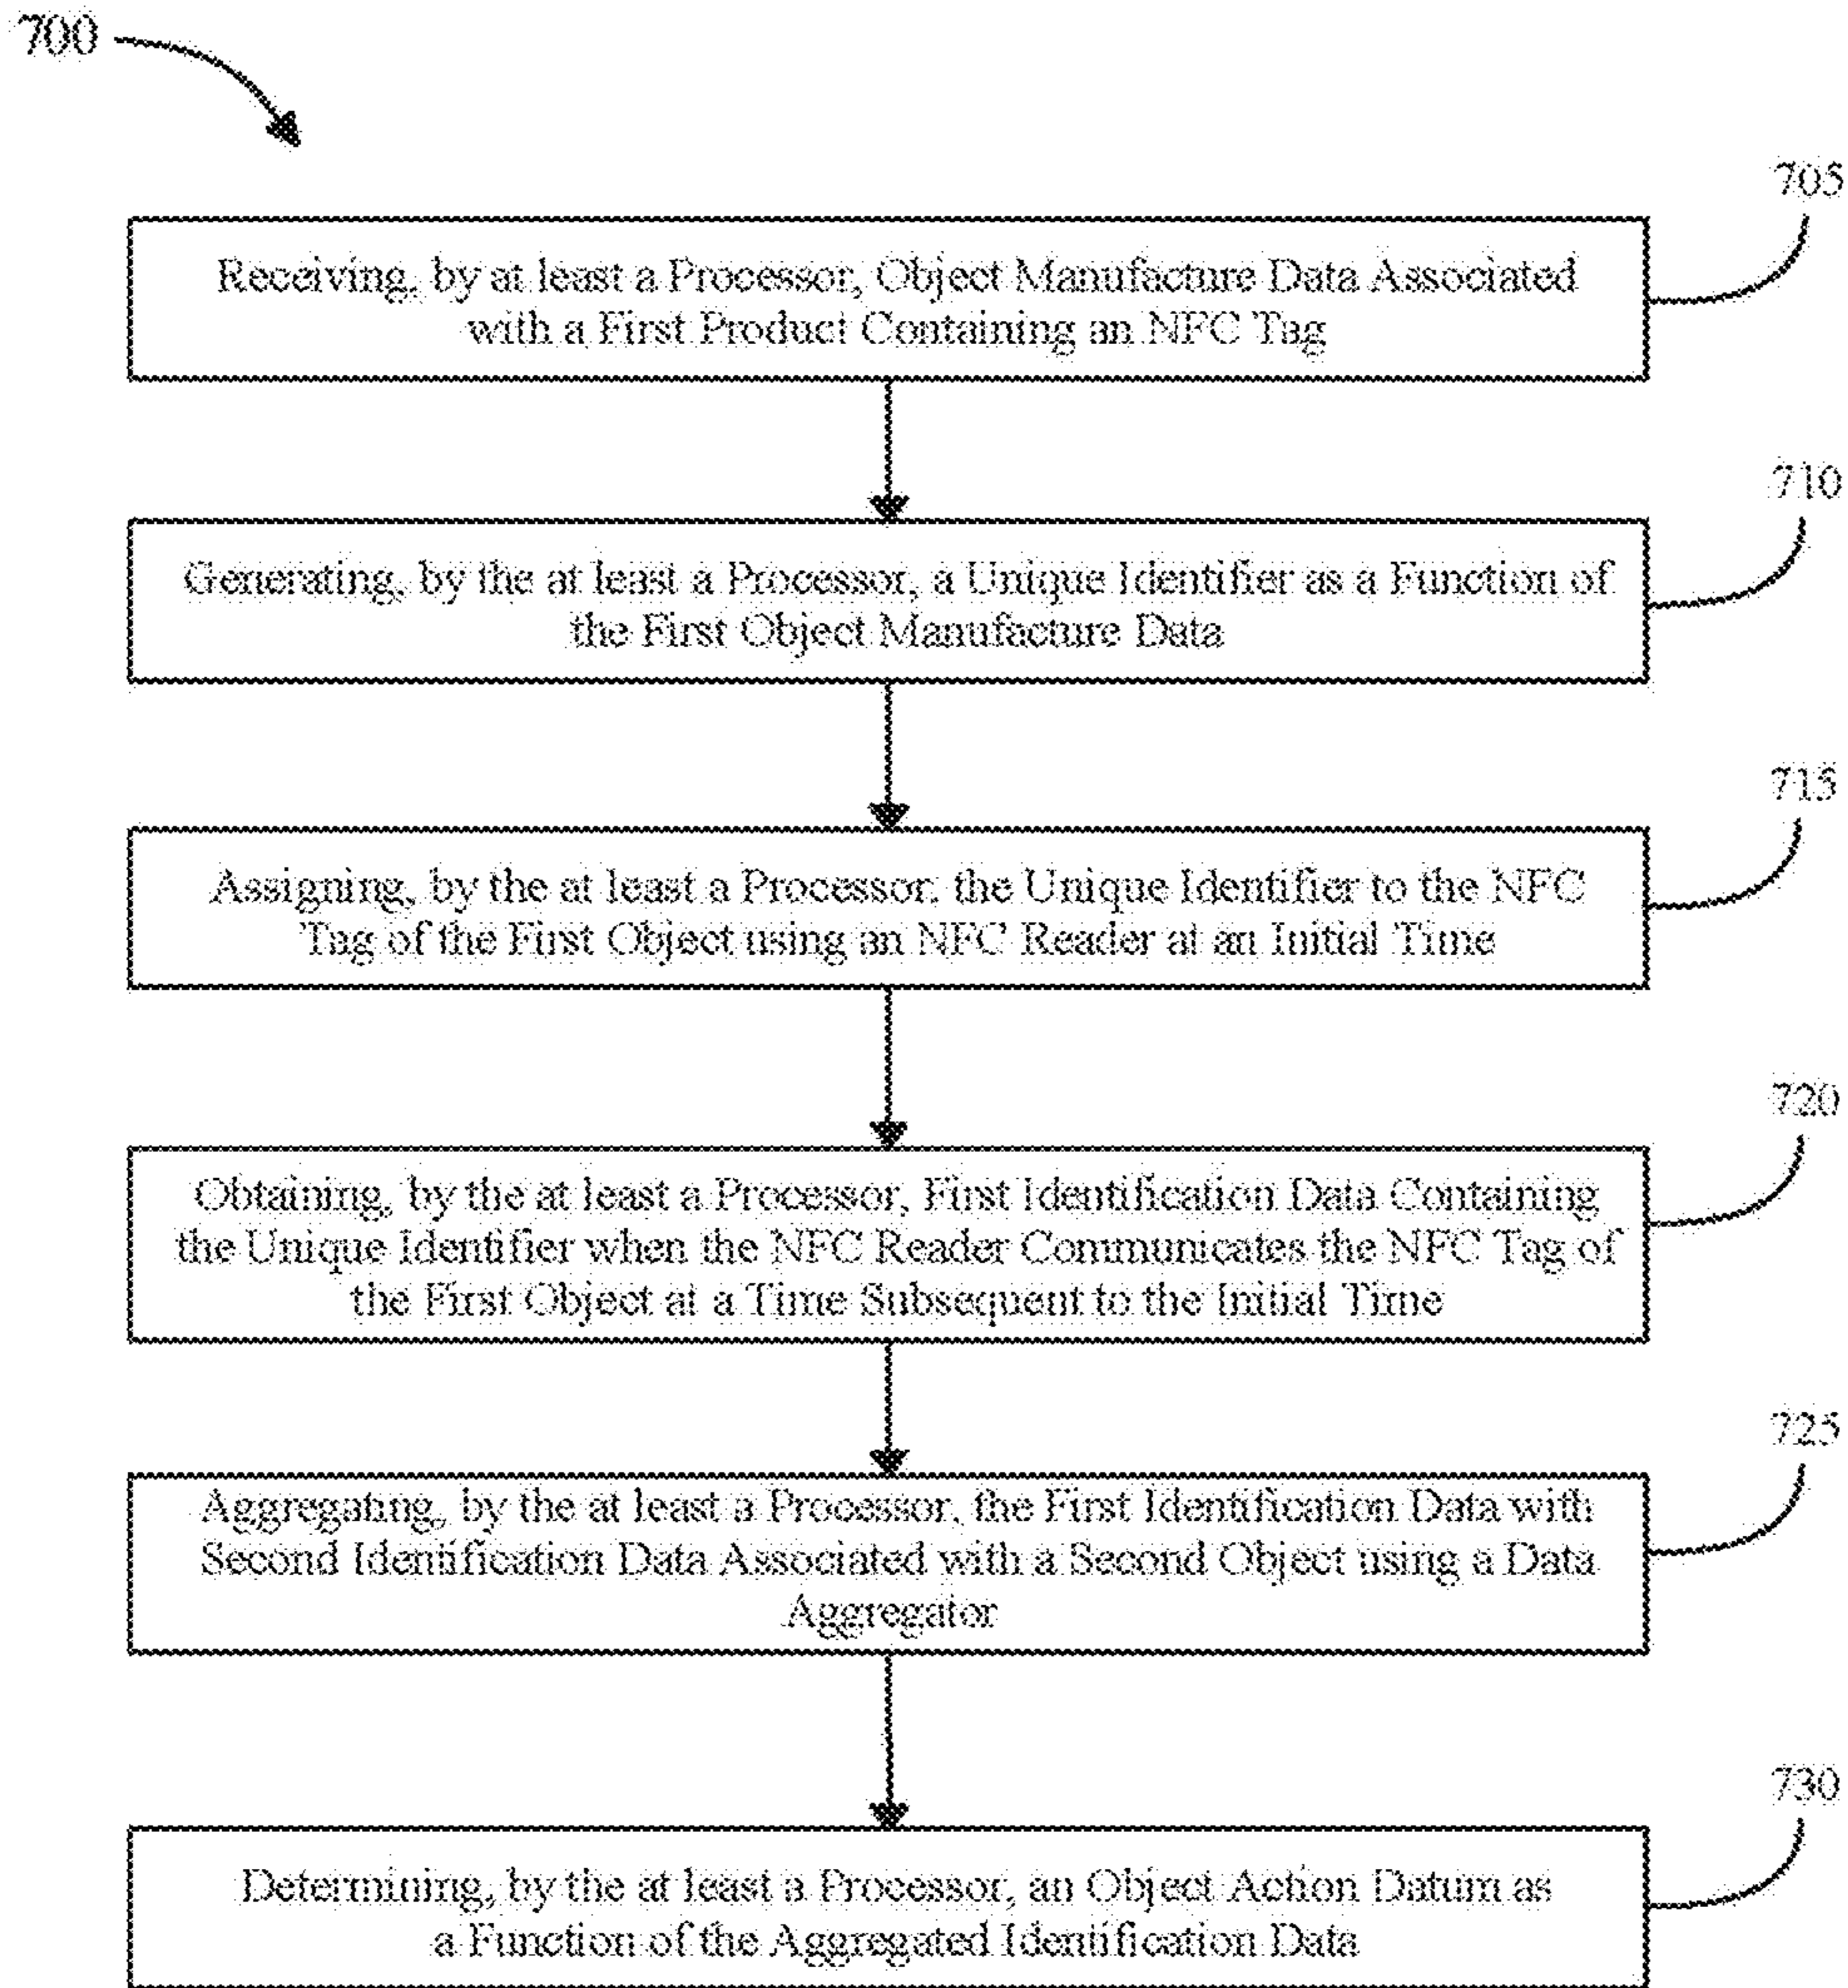 700
705
Receiving, by at least a Processor, Object Manufacture Data Associated
with a First Product Containing an NFC Tag
710
Generating, by the at least a Processor, a Unique Identifier as a Function of
the First Object Manufacture Data
715
Assigning, by the at least a Processor, the Unique Identifier to the NFC
Tag of the First Object using an NFC Reader at an Initial Time
720
Obtaining, by the at least a Processor, First Identification Data Containing
the Unique Identifier when the NFC Reader Communicates the NFC Tag of
the First Object at a Time Subsequent to the Initial Time
725
Aggregating, by the at least a Processor, the First Identification Data with
Second Identification Data Associated with a Second Object using a Data
Aggregator
730
Determining, by the at least a Processor, an Object Action Datum as
a Function of the Aggregated Identification Data